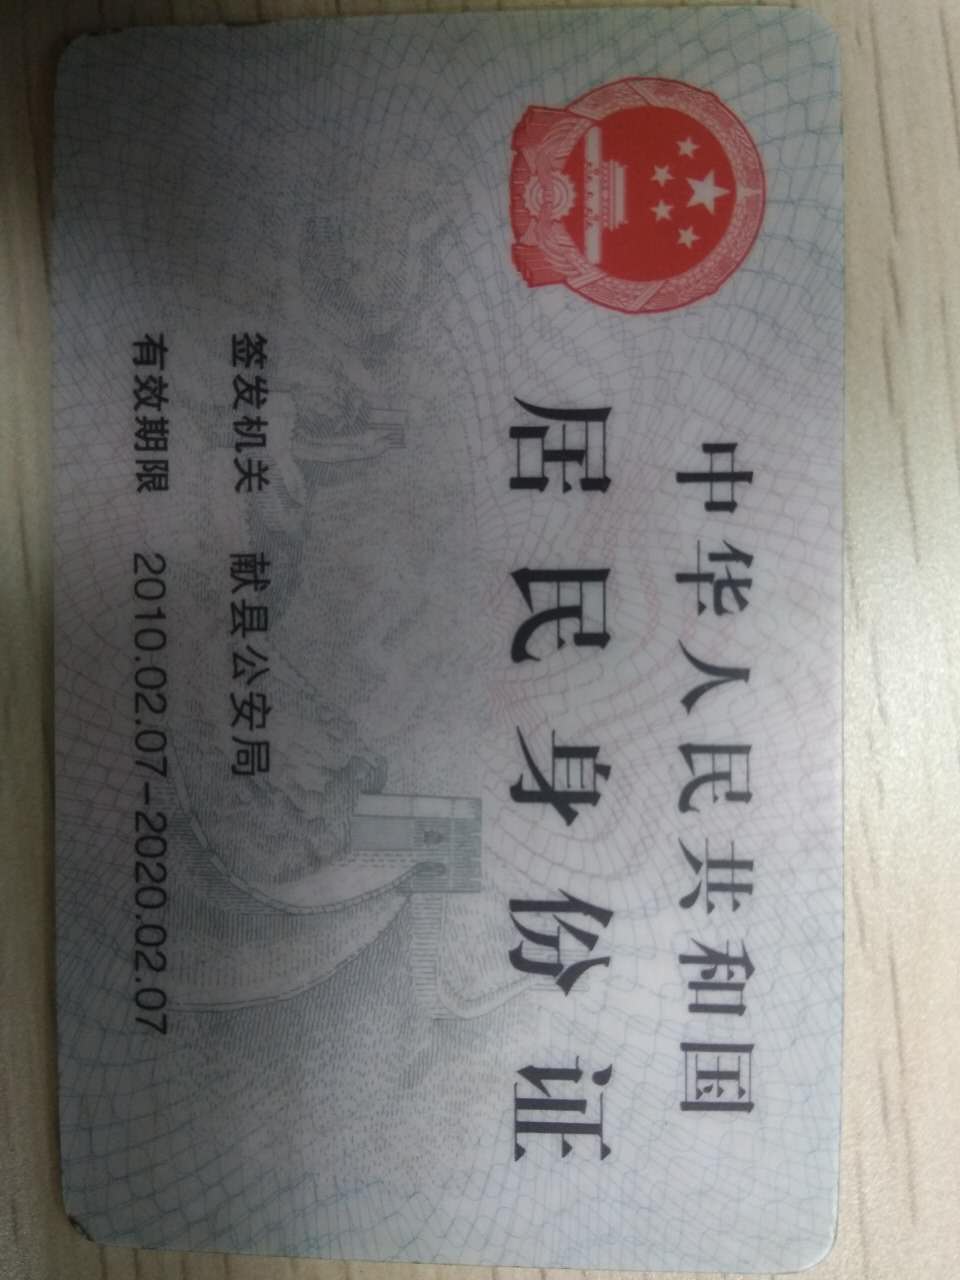 中华人民共和国
居民身份证
签发机关 献县公安局
有效期限 2010.02.07-2020.02.07